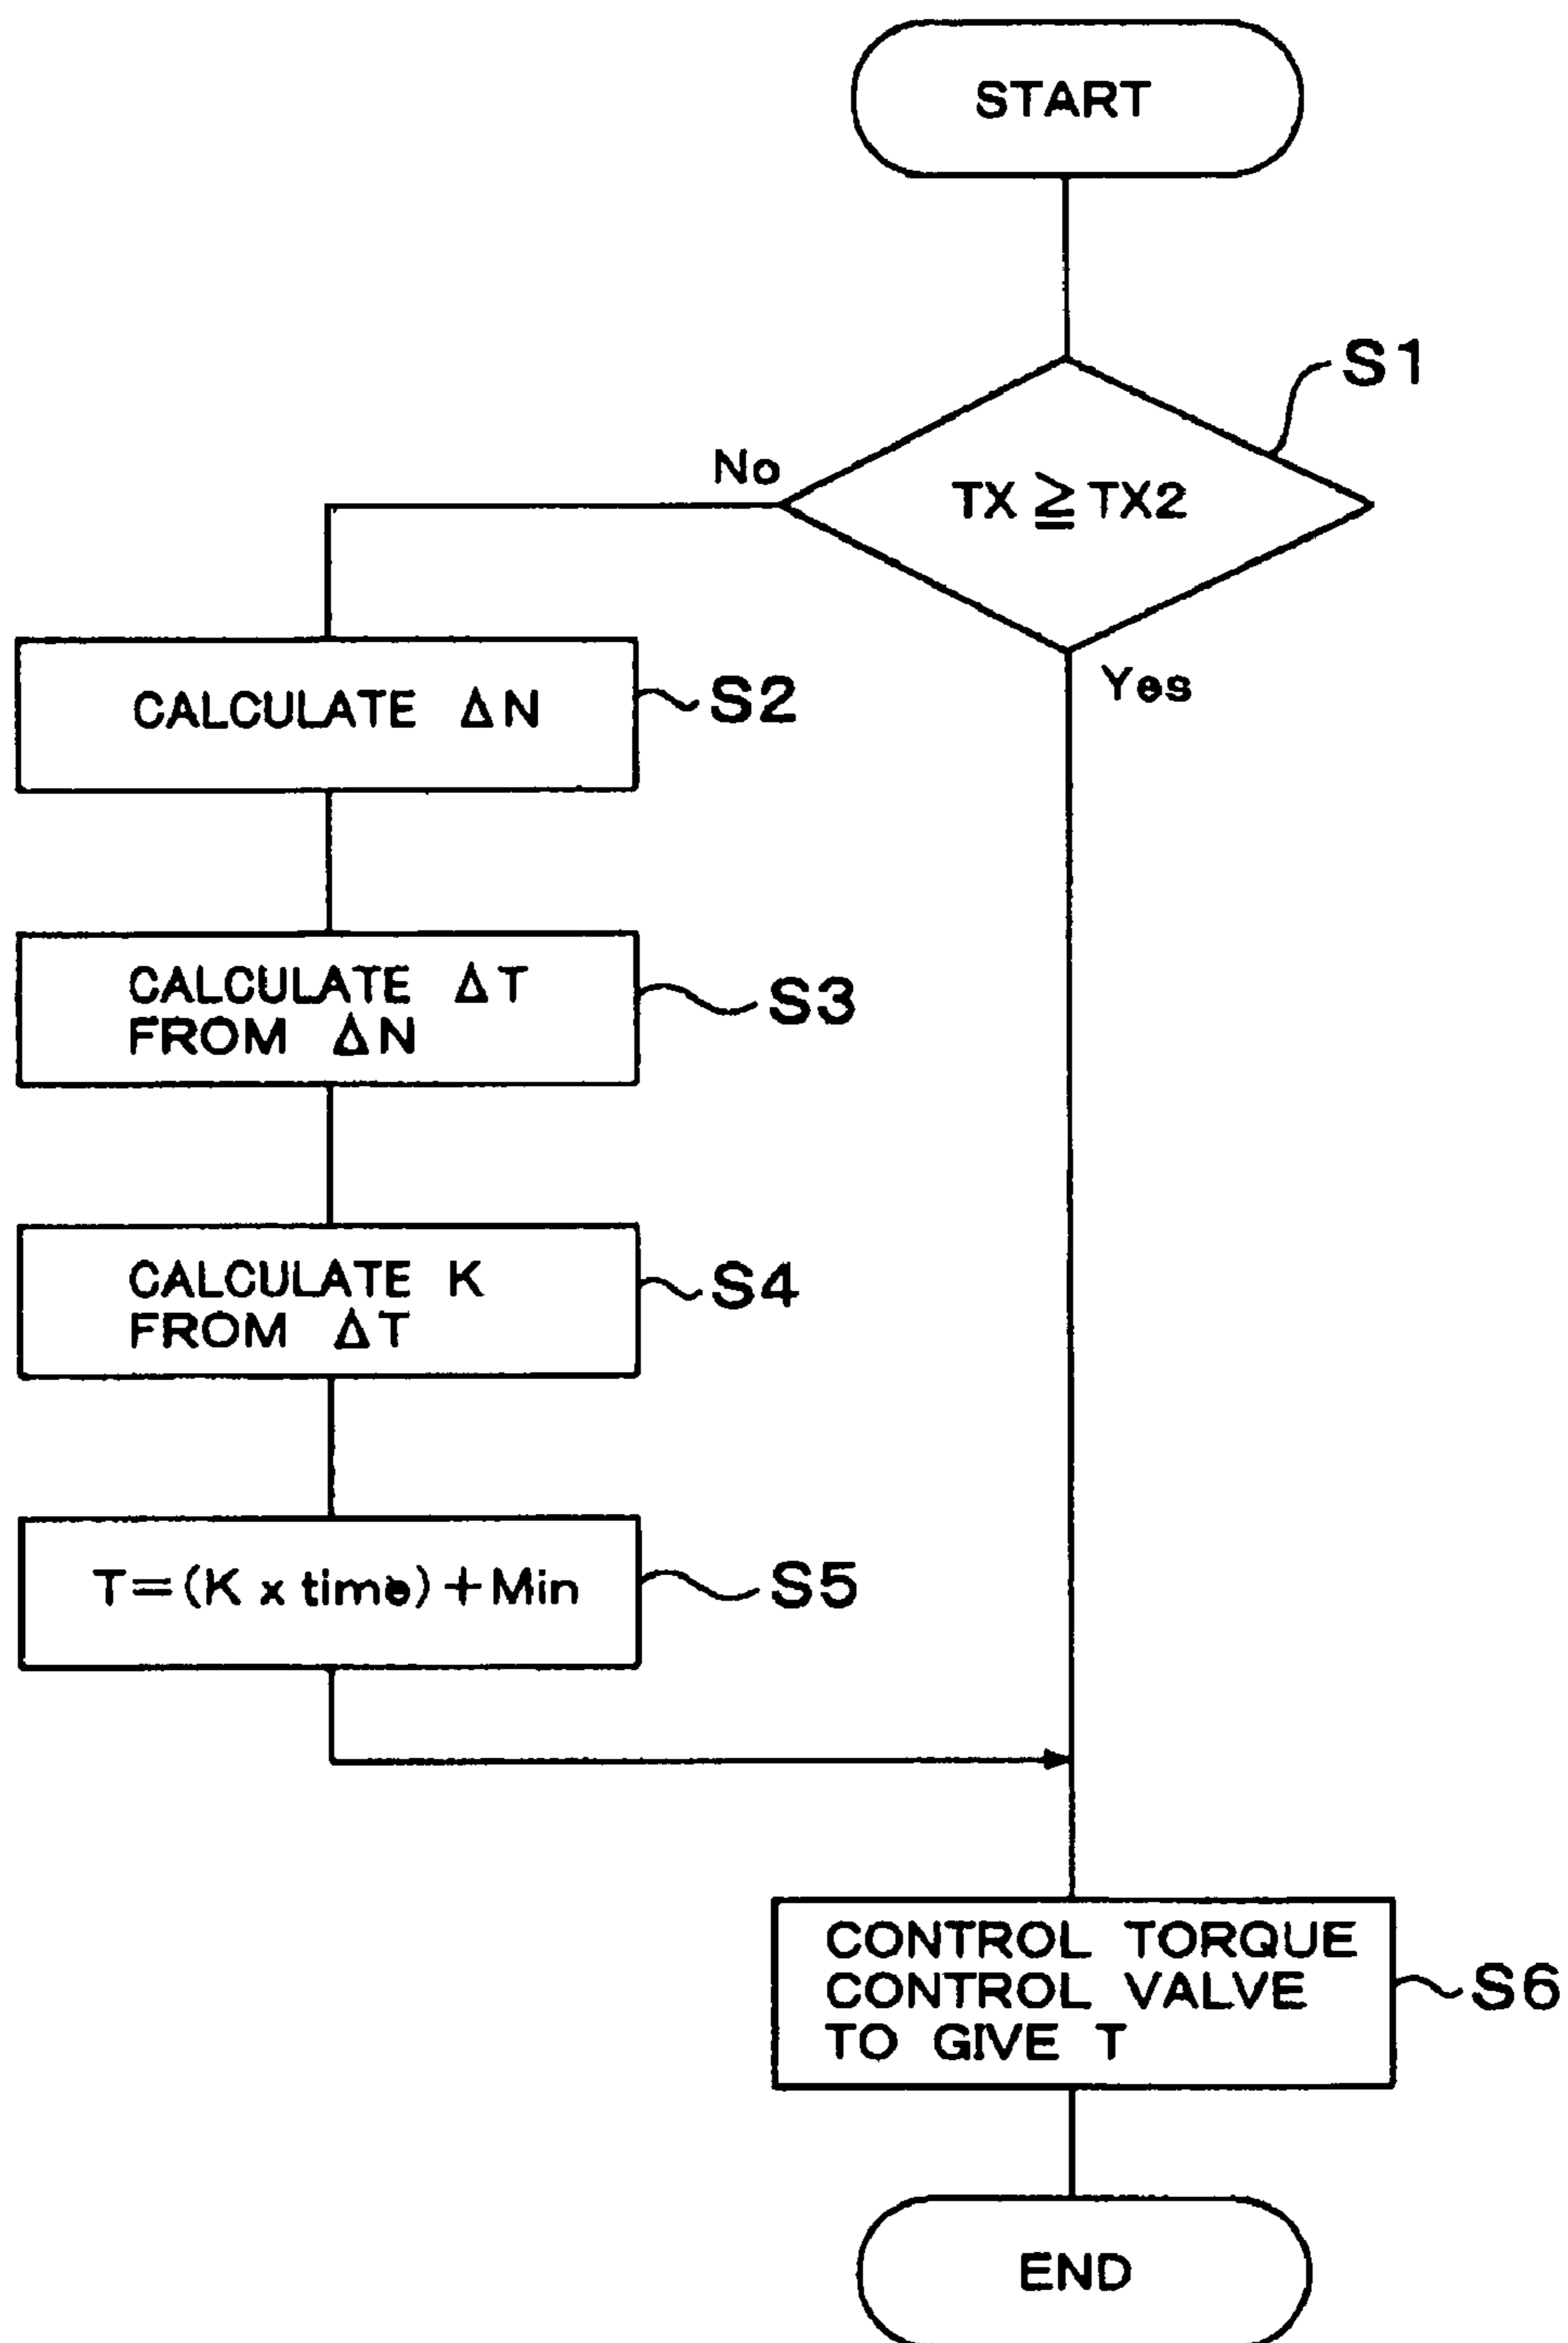 START
S1
No
TX ≧ TX2
Yes
CALCULATE ΔN
S2
CALCULATE ΔT
FROM ΔN
S3
CALCULATE K
FROM ΔT
S4
T=(K x time)+Min
S5
CONTROL TORQUE
CONTROL VALVE
TO GIVE T
S6
END